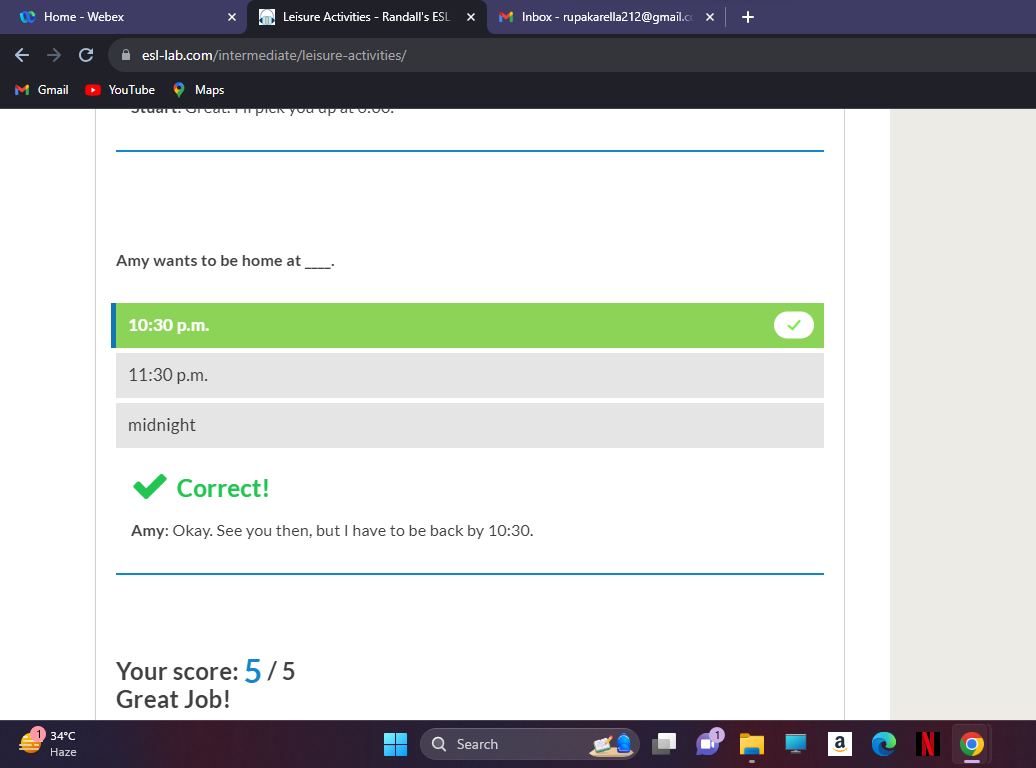 Home - Webex
Leisure Activities - Randall's ESL
Inbox - rupakarella212@gmail.c
esl-lab.com/intermediate/leisure-activities/
Gmail YouTube Maps
Stuart: Great. I'll pick you up at 6:00.
Amy wants to be home at ____.
10:30 p.m.
11:30 p.m.
midnight
Correct!
Amy: Okay. See you then, but I have to be back by 10:30.
Your score: 5 / 5
Great Job!
1
34°C
Haze
Search
1
a
N